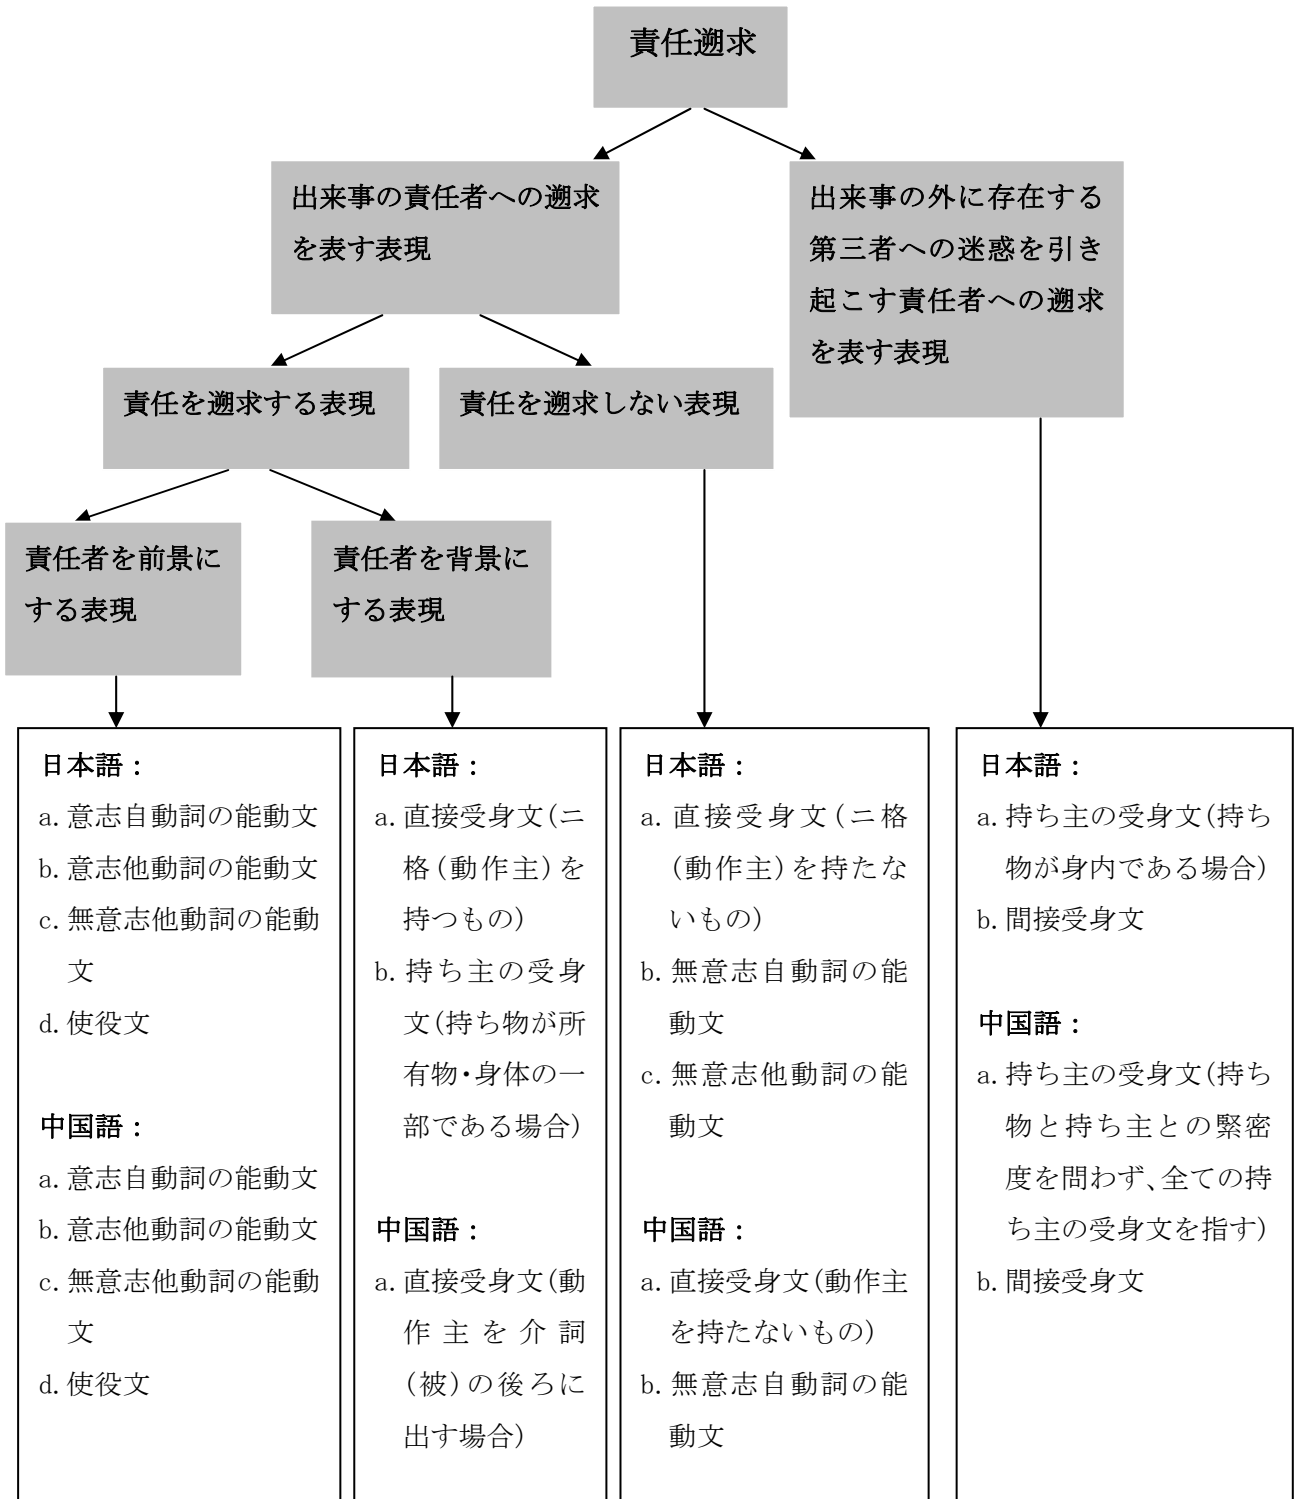 責任遡求
出来事の責任者への遡求
を表す表現
出来事の外に存在する
第三者への迷惑を引き
起こす責任者への遡求
を表す表現
責任を遡求する表現
責任を遡求しない表現
責任者を前景に
する表現
責任者を背景に
する表現
日本語：
a. 意志自動詞の能動文
b. 意志他動詞の能動文
c. 無意志他動詞の能動
文
d. 使役文
中国語：
a. 意志自動詞の能動文
b. 意志他動詞の能動文
c. 無意志他動詞の能動
文
d. 使役文
日本語：
a. 直接受身文(ニ
格(動作主)を
持つもの)
b. 持ち主の受身
文(持ち物が所
有物・身体の一
部である場合)
中国語：
a. 直接受身文(動
作主を介詞
(被)の後ろに
出す場合)
日本語：
a. 直接受身文(ニ格
(動作主)を持たな
いもの)
b. 無意志自動詞の能
動文
c. 無意志他動詞の能
動文
中国語：
a. 直接受身文(動作主
を持たないもの)
b. 無意志自動詞の能
動文
日本語：
a. 持ち主の受身文(持ち
物が身内である場合)
b. 間接受身文
中国語：
a. 持ち主の受身文(持ち
物と持ち主との緊密
度を問わず、全ての持
ち主の受身文を指す)
b. 間接受身文